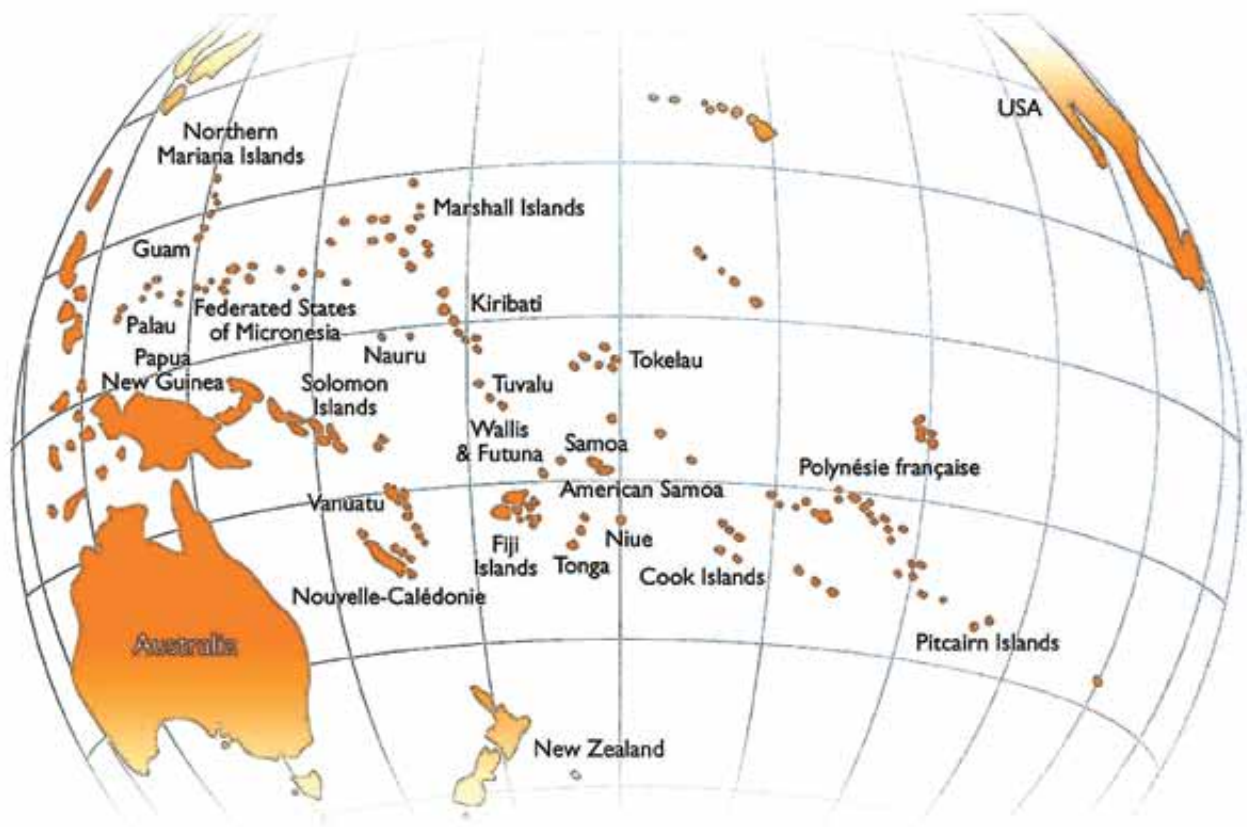 USA
Northern
Mariana Islands
Marshall Islands
Guam
Kiribati
Federated States
of Micronesia
Palau
Nauru
Papua
New Guinea
Tokelau
Solomon
Islands
Tuvalu
Wallis
& Futuna
Samoa
Polynésie française
American Samoa
Vanuatu
Fiji
Islands
Niue
Tonga
Cook Islands
Nouvelle-Calédonie
Australia
Pitcairn Islands
New Zealand